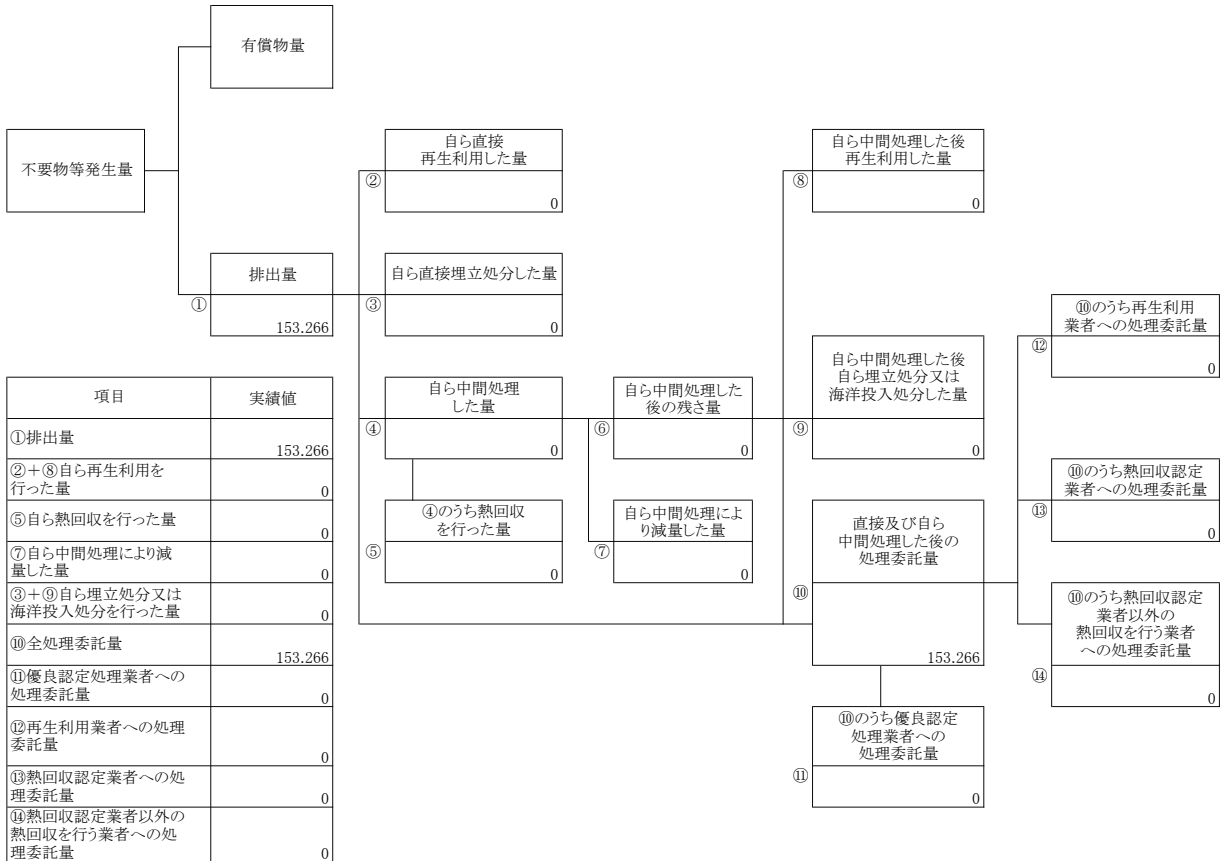 有償物量
不要物等発生量
自ら直接
再生利用した量
②
0
自ら中間処理した後
再生利用した量
⑧
0
排出量
①
153.266
自ら直接埋立処分した量
③
0
⑩のうち再生利用
業者への処理委託量
⑫
0
自ら中間処理
した量
④
0
自ら中間処理した
後の残さ量
⑥
0
自ら中間処理した後
自ら埋立処分又は
海洋投入処分した量
⑨
0
⑩のうち熱回収認定
業者への処理委託量
⑬
0
④のうち熱回収
を行った量
⑤
0
自ら中間処理によ
り減量した量
⑦
0
直接及び自ら
中間処理した後の
処理委託量
⑩
153.266
⑩のうち熱回収認定
業者以外の
熱回収を行う業者
への処理委託量
⑭
0
⑩のうち優良認定
処理業者への
処理委託量
⑪
0
項目 実績値
①排出量
153.266
②+⑧自ら再生利用を
行った量
0
⑤自ら熱回収を行った量
0
⑦自ら中間処理により減
量した量
0
③+⑨自ら埋立処分又は
海洋投入処分を行った量
0
⑩全処理委託量
153.266
⑪優良認定処理業者への
処理委託量
0
⑫再生利用業者への処理
委託量
0
⑬熱回収認定業者への処
理委託量
0
⑭熱回収認定業者以外の
熱回収を行う業者への処
理委託量
0